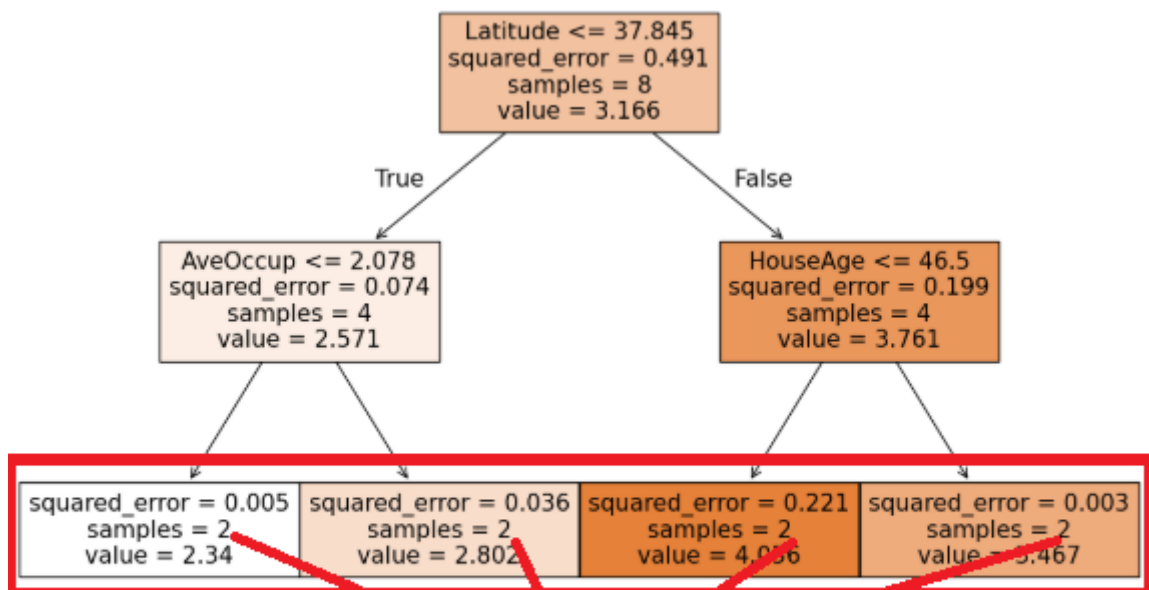 Latitude <= 37.845
squared_error = 0.491
samples = 8
value = 3.166
True
False
AveOccup <= 2.078
squared_error = 0.074
samples = 4
value = 2.571
HouseAge <= 46.5
squared_error = 0.199
samples = 4
value = 3.761
squared_error = 0.005
samples = 2
value = 2.34
squared_error = 0.036
samples = 2
value = 2.802
squared_error = 0.221
samples = 2
value =
squared_error = 0.003
samples = 2
value =